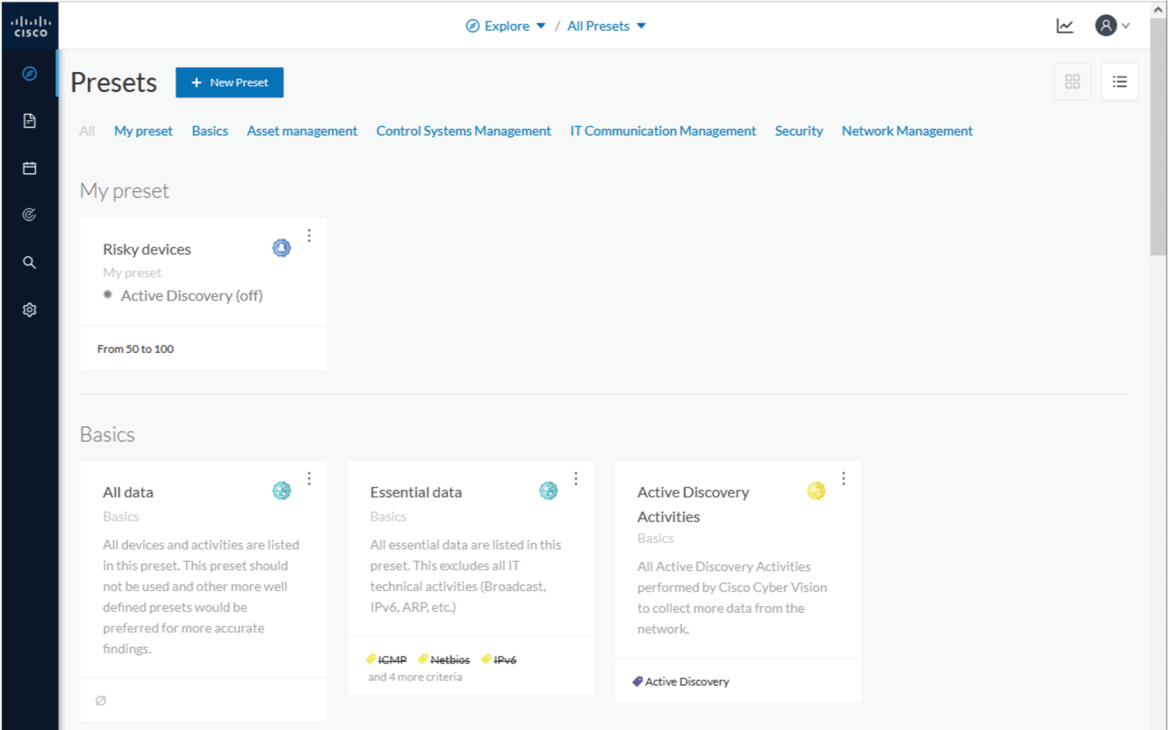 CISCO
Explore / All Presets
Presets
+ New Preset
All My preset Basics Asset management Control Systems Management IT Communication Management Security Network Management
My preset
Risky devices
My preset
Active Discovery (off)
From 50 to 100
Basics
All data
Basics
All devices and activities are listed
in this preset. This preset should
not be used and other more well
defined presets would be
preferred for more accurate
findings.
Ø
Essential data
Basics
All essential data are listed in this
preset. This excludes all IT
technical activities (Broadcast,
IPv6, ARP, etc.)
ICMP Netbios IPv6
and 4 more criteria
Active Discovery
Activities
Basics
All Active Discovery Activities
performed by Cisco Cyber Vision
to collect more data from the
network.
Active Discovery